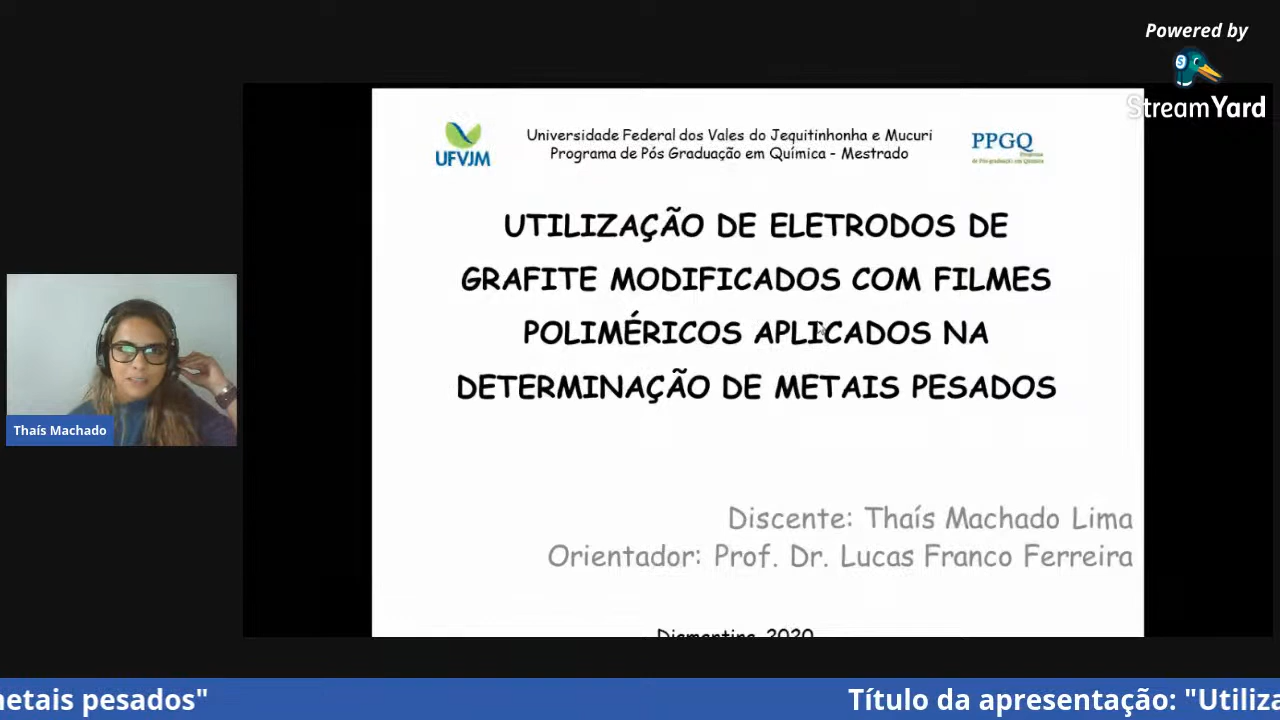 Powered by
StreamYard
UFVJM
Universidade Federal dos Vales do Jequitinhonha e Mucuri
Programa de Pós Graduação em Química - Mestrado
PPGQ
UTILIZAÇÃO DE ELETRODOS DE
GRAFITE MODIFICADOS COM FILMES
POLIMÉRICOS APLICADOS NA
DETERMINAÇÃO DE METAIS PESADOS
Thaís Machado
Discente: Thaís Machado Lima
Orientador: Prof. Dr. Lucas Franco Ferreira
Diamantina, 2020
netais pesados"
Título da apresentação: "Utiliza